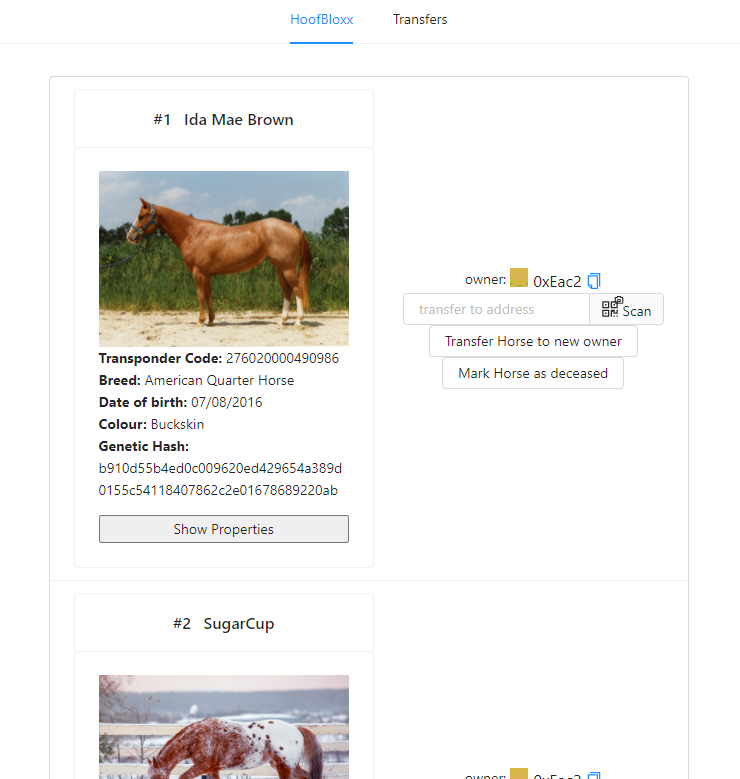 HoofBloxx Transfers
#1 Ida Mae Brown
Transponder Code: 276020000490986
Breed: American Quarter Horse
Date of birth: 07/08/2016
Colour: Buckskin
Genetic Hash:
b910d55b4ed0c009620ed429654a389d
0155c54118407862c2e01678689220ab
Show Properties
owner: 0xEac2
transfer to address Scan
Transfer Horse to new owner
Mark Horse as deceased
#2 SugarCup
owner: 0xEac2